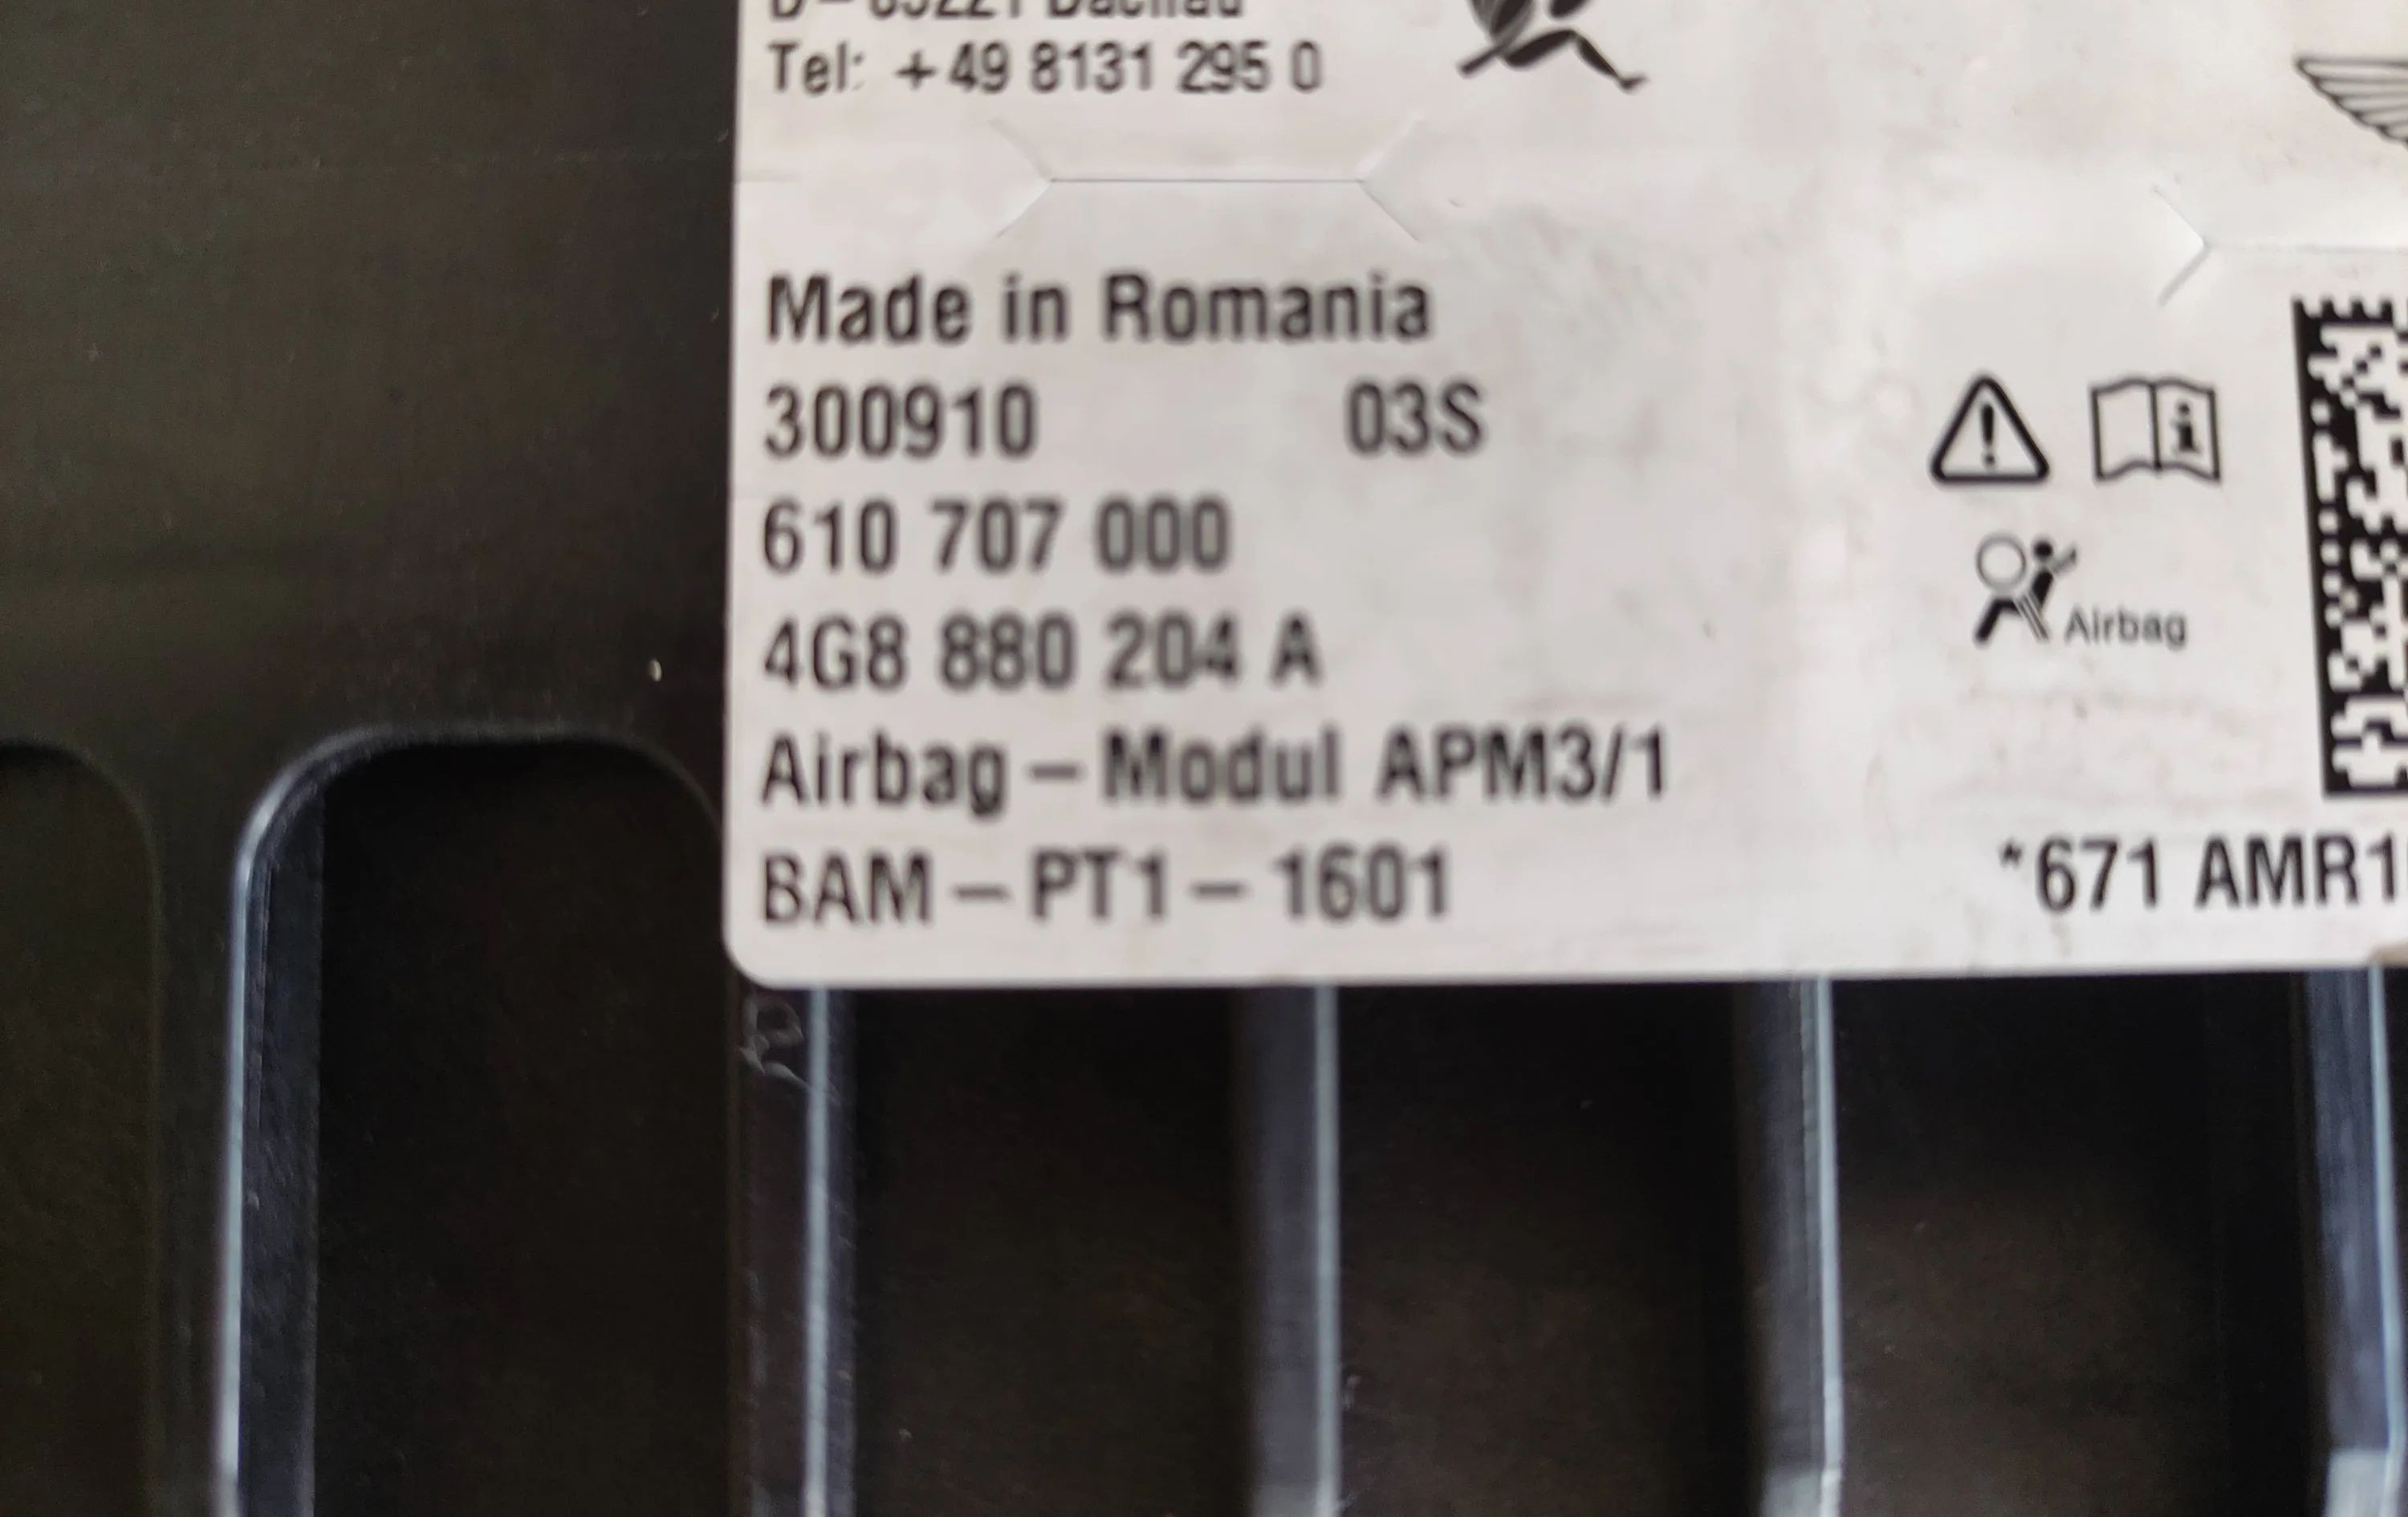 Tel: +49 8131 295 0
Made in Romania
300910 03S
610 707 000
4G8 880 204 A
Airbag – Modul APM3/1
BAM – PT1 – 1601
Airbag
*671 AMR1